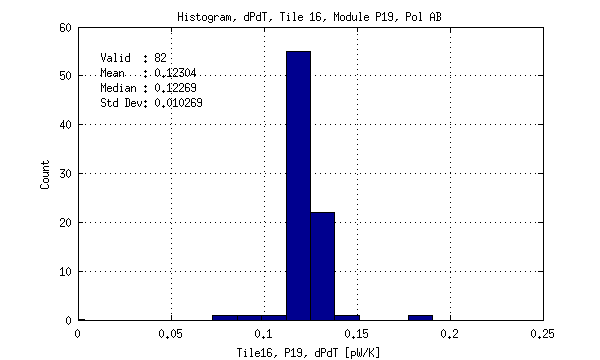 Histogram, dPdT, Tile 16, Module P19, Pol AB
60
50
40
30
20
10
0
Count
Valid : 82
Mean : 0.12304
Median : 0.12269
Std Dev: 0.010269
0 0.05 0.1 0.15 0.2 0.25
Tile16, P19, dPdT [pW/K]